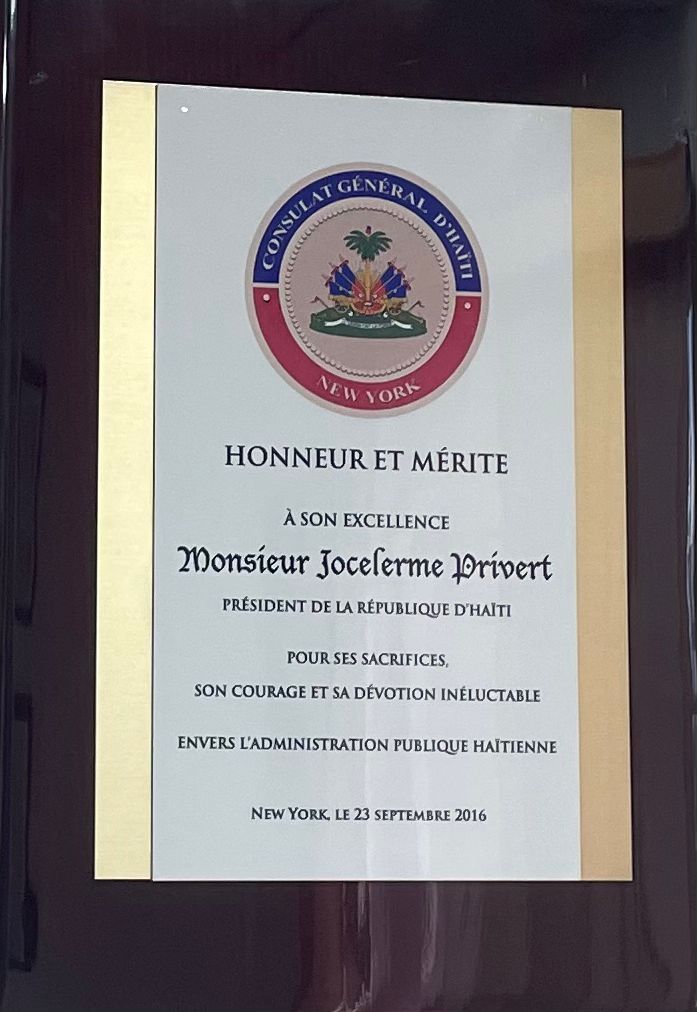 CONSULAT GÉNÉRAL D'HAÏTI
NEW YORK
HONNEUR ET MÉRITE
À SON EXCELLENCE
Monsieur Jocelerme Privert
PRÉSIDENT DE LA RÉPUBLIQUE D'HAÏTI
POUR SES SACRIFICES,
SON COURAGE ET SA DÉVOTION INÉLUCTABLE
ENVERS L'ADMINISTRATION PUBLIQUE HAÏTIENNE
NEW YORK, LE 23 SEPTEMBRE 2016